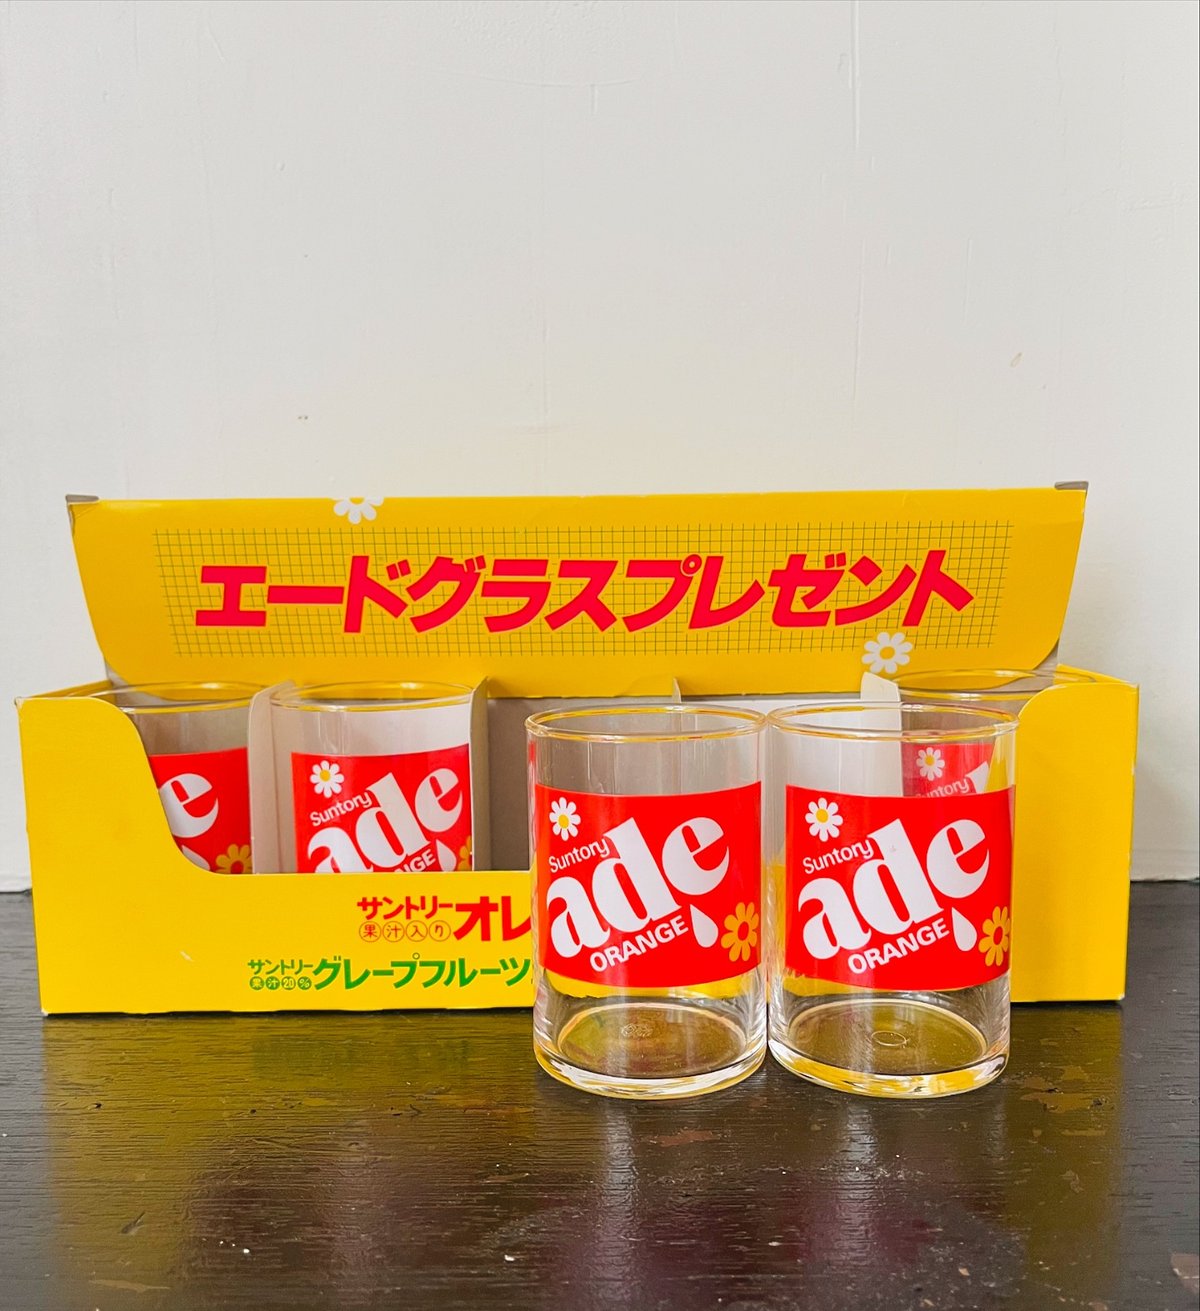 エードグラスプレゼント
サントリー
果汁入り
オレ
サントリー
果汁20%
グレープフルーツ
e
Suntory
ade
NGE
Suntory
ade
ORANGE
Suntory
ade
ORANGE